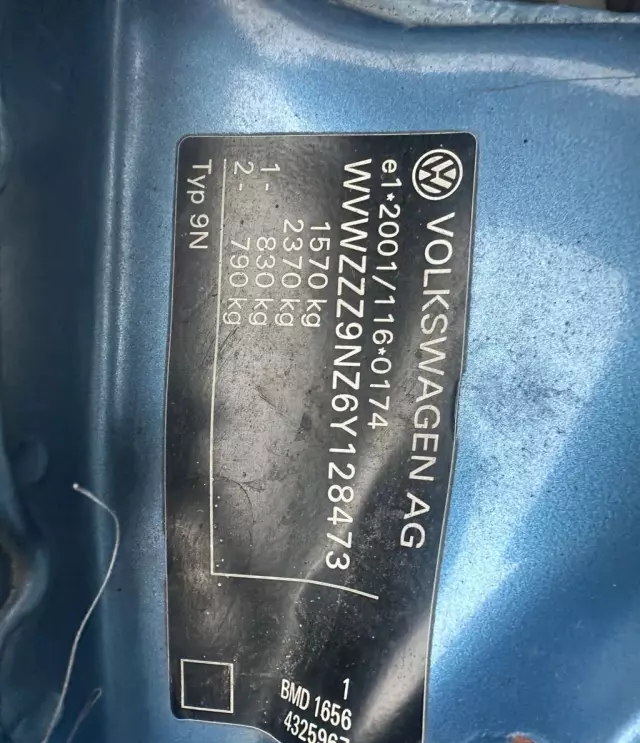 VOLKSWAGEN AG
e1*2001/116*0174
WVWZZZ9NZ6Y128473
1570 kg
2370 kg
1- 830 kg
2- 790 kg
Typ 9N
1
BMD 1656
4325967